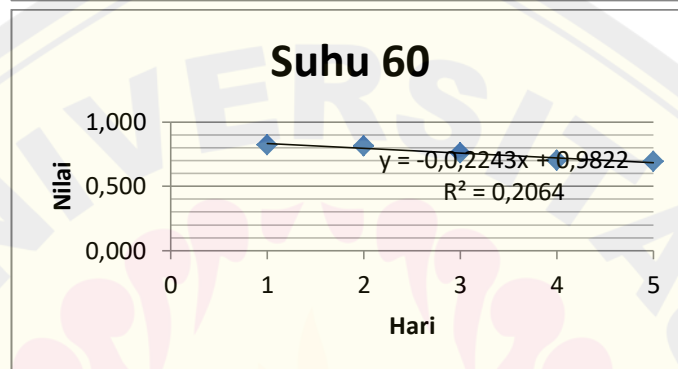 Suhu 60
1,000
0,500
0,000
Nilai
y = -0,0,2243x + 0,9822
R² = 0,2064
0 1 2 3 4 5
Hari
UNIVERSITAS